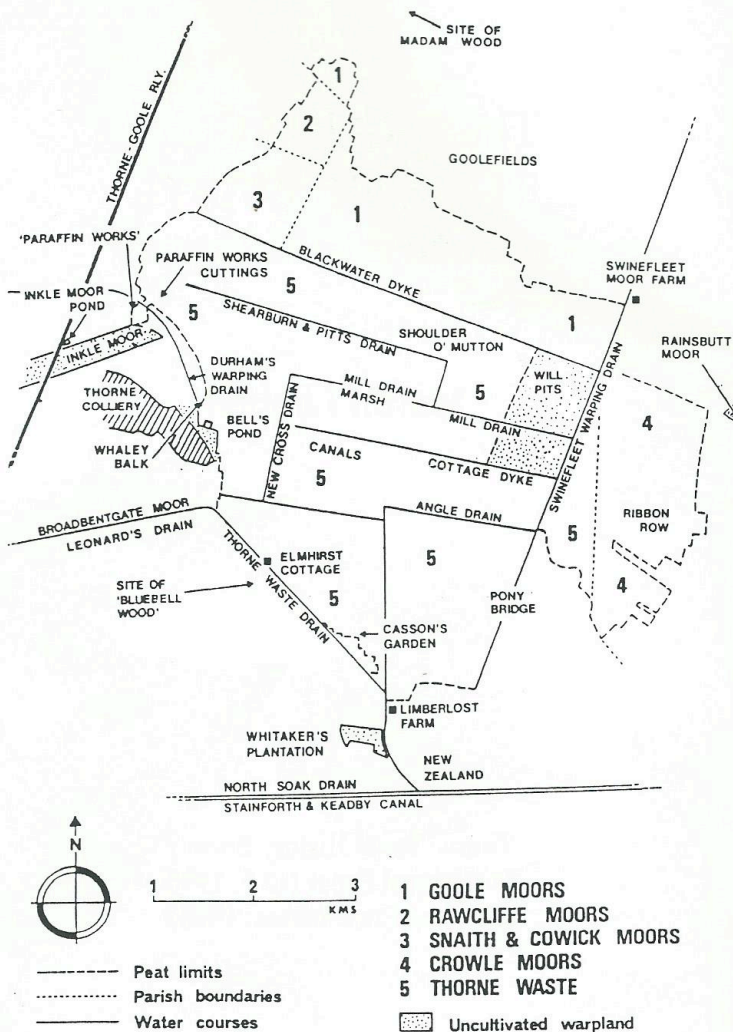 SITE OF
MADAM WOOD
THORNE-GOOLE RLY.
1
2
GOOLEFIELDS
3
1
'PARAFFIN WORKS'
PARAFFIN WORKS
CUTTINGS
BLACKWATER DYKE
SWINEFLEET
MOOR FARM
INKLE MOOR
POND
5
5
SHEARBURN & PITTS DRAIN
SHOULDER
O' MUTTON
1
RAINSBUTT
MOOR
INKLE MOOR
DURHAM'S
WARPING
DRAIN
MILL DRAIN
MARSH
5
WILL
PITS
SWINEFLEET WARPING DRAIN
4
THORNE
COLLIERY
BELL'S
POND
NEW CROSS DRAIN
MILL DRAIN
WHALEY
BALK
CANALS
5
COTTAGE DYKE
BROADBENTGATE MOOR
LEONARD'S DRAIN
ANGLE DRAIN
RIBBON
ROW
5
THORNE WASTE DRAIN
ELMHIRST
COTTAGE
5
4
SITE OF
'BLUEBELL
WOOD'
5
PONY
BRIDGE
CASSON'S
GARDEN
LIMBERLOST
FARM
WHITAKER'S
PLANTATION
NEW
ZEALAND
NORTH SOAK DRAIN
STAINFORTH & KEADBY CANAL
N
1 2 3
KMS
1 GOOLE MOORS
2 RAWCLIFFE MOORS
3 SNAITH & COWICK MOORS
4 CROWLE MOORS
5 THORNE WASTE
Peat limits
Parish boundaries
Water courses
Uncultivated warpland